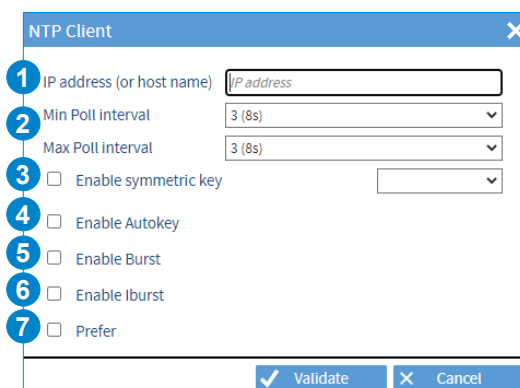 NTP Client
1 IP address (or host name) IP address
2 Min Poll interval 3 (8s)
Max Poll interval 3 (8s)
3 Enable symmetric key
4 Enable Autokey
5 Enable Burst
6 Enable Iburst
7 Prefer
Validate Cancel